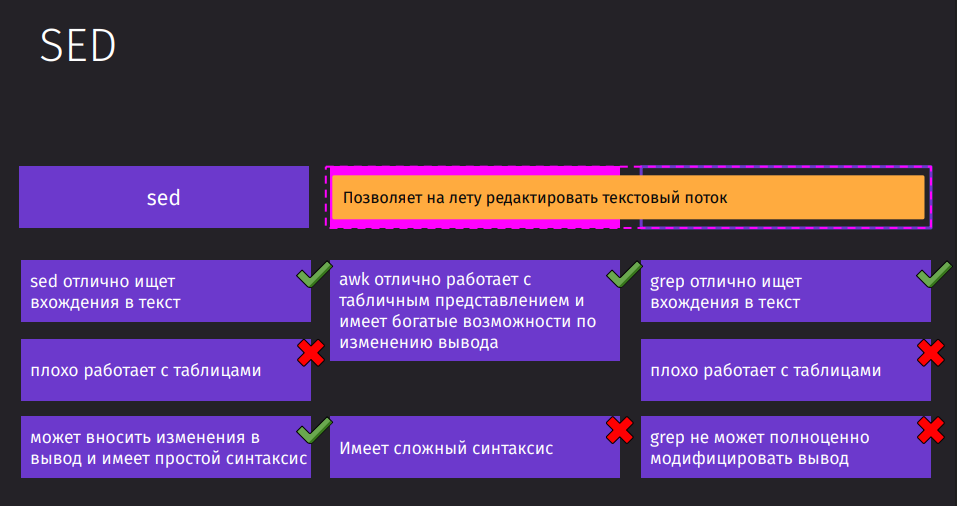 SED
sed
Позволяет на лету редактировать текстовый поток
sed отлично ищет
вхождения в текст
awk отлично работает с
табличным представлением и
имеет богатые возможности по
изменению вывода
grep отлично ищет
вхождения в текст
плохо работает с таблицами
плохо работает с таблицами
может вносить изменения в
вывод и имеет простой синтаксис
Имеет сложный синтаксис
grep не может полноценно
модифицировать вывод